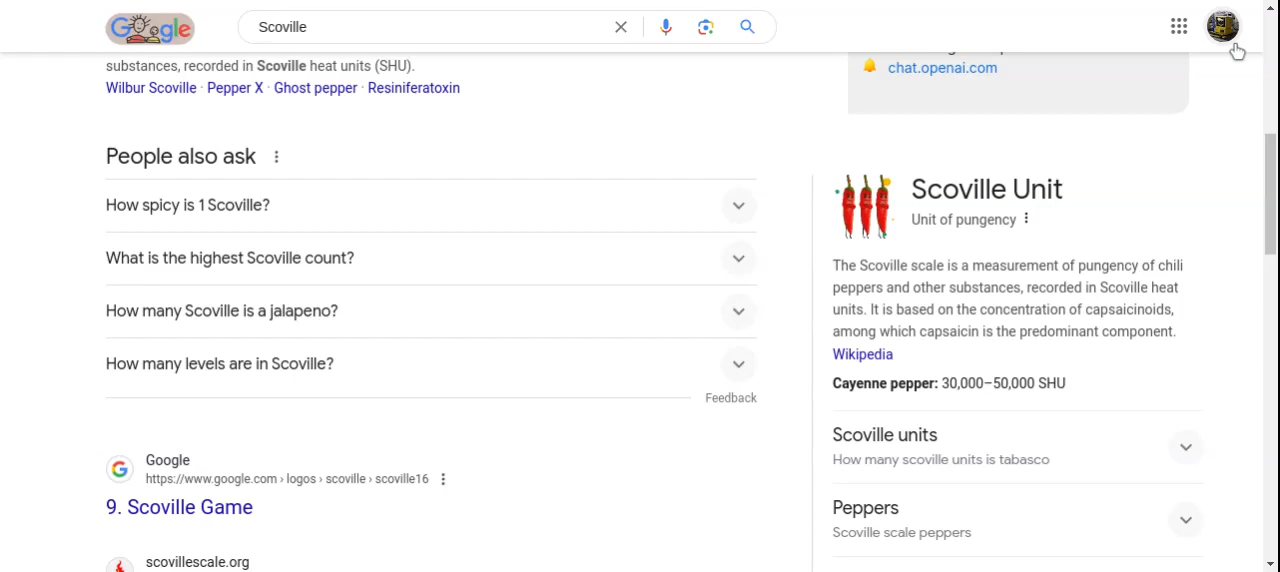 Google
Scoville
substances, recorded in Scoville heat units (SHU).
Wilbur Scoville · Pepper X · Ghost pepper · Resiniferatoxin
chat.openai.com
People also ask
How spicy is 1 Scoville?
What is the highest Scoville count?
How many Scoville is a jalapeno?
How many levels are in Scoville?
Feedback
Google
https://www.google.com › logos › scoville › scoville16
9. Scoville Game
scovillescale.org
Scoville Unit
Unit of pungency
The Scoville scale is a measurement of pungency of chili
peppers and other substances, recorded in Scoville heat
units. It is based on the concentration of capsaicinoids,
among which capsaicin is the predominant component.
Wikipedia
Cayenne pepper: 30,000–50,000 SHU
Scoville units
How many scoville units is tabasco
Peppers
Scoville scale peppers